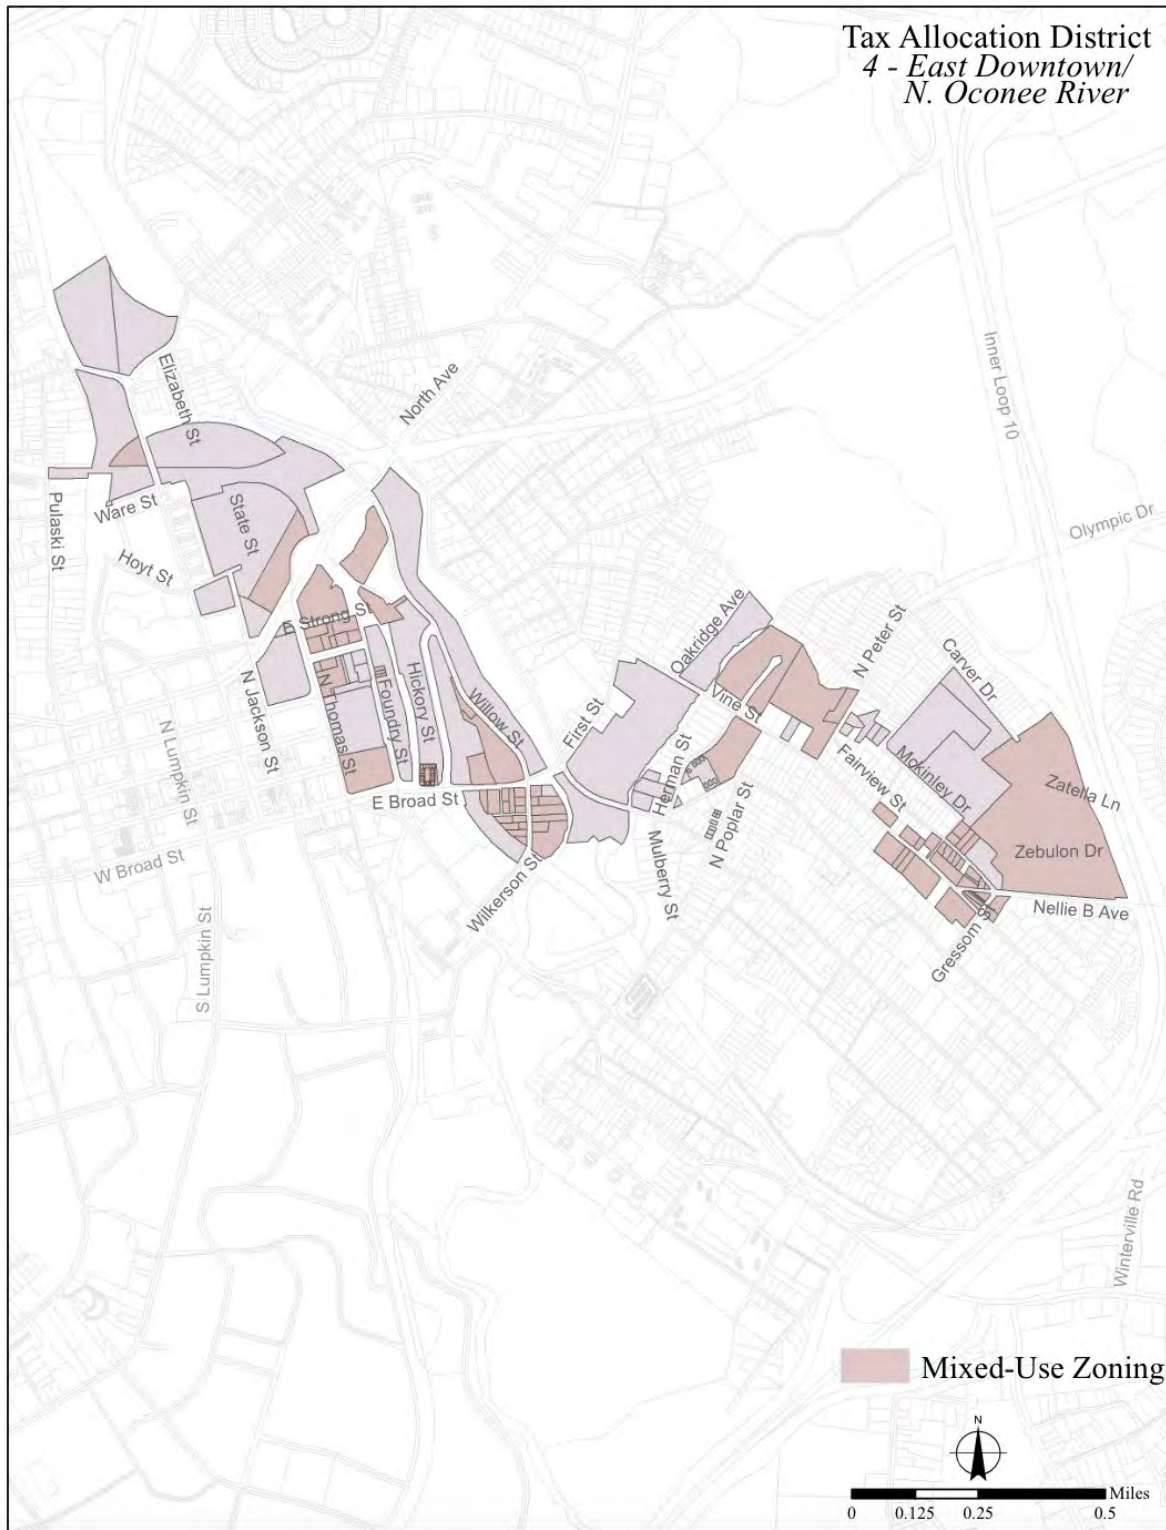 Tax Allocation District
4 - East Downtown/
N. Oconee River
Elizabeth St
North Ave
Inner Loop 10
Pulaski St
Ware St
State St
Olympic Dr
Hoyt St
E Strong St
Oakridge Ave
N Peter St
Carver Dr
N Jackson St
N Thomas St
Foundry St
Hickory St
Willow St
First St
Vine St
N Lumpkin St
Herman St
Fairview St
Mckinley Dr
Zatella Ln
E Broad St
N Poplar St
Zebulon Dr
W Broad St
Mulberry St
Wilkerson St
Nellie B Ave
Gressom St
S Lumpkin St
Winterville Rd
Mixed-Use Zoning
N
Miles
0 0.125 0.25 0.5